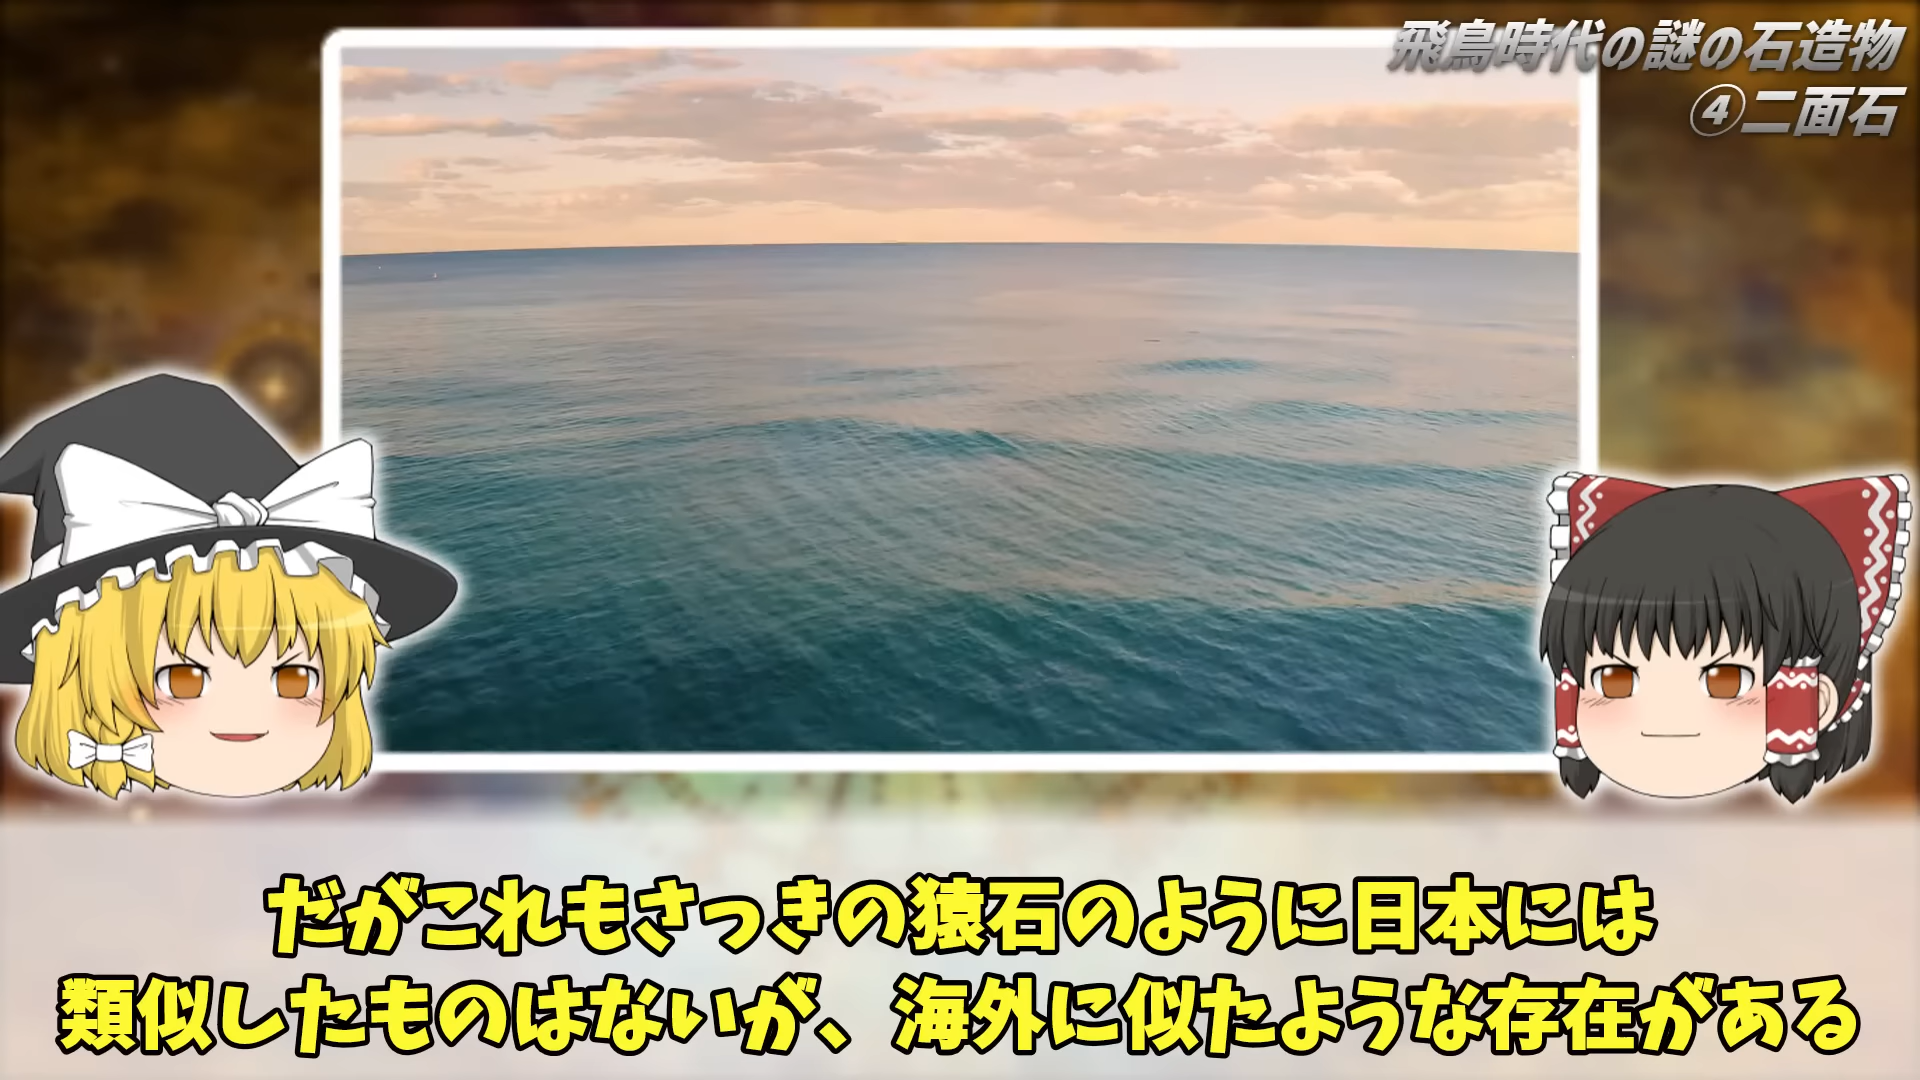 飛鳥時代の謎の石造物
④二面石
だがこれもさっきの猿石のように日本には
類似したものはないが、海外に似たような存在がある